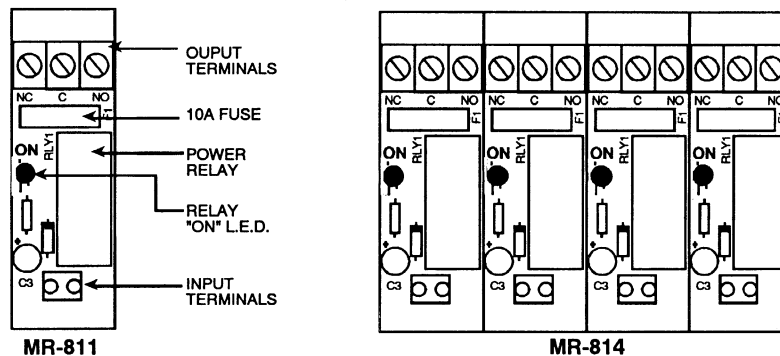 OUPUT
TERMINALS
NC C NO
10A FUSE
F1
ON
RLY1
POWER
RELAY
RELAY
"ON" L.E.D.
+
C3
INPUT
TERMINALS
MR-811
NC C NO NC C NO NC C NO NC C
F1 F1 F1
ON RLY1 ON RLY1 ON RLY1 ON RLY1
+ + + +
C3 C3 C3 C3
MR-814